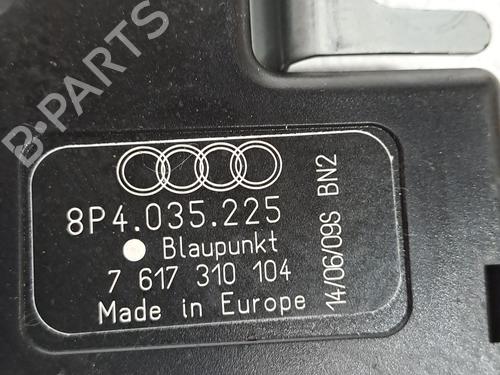 B-PARTS
8P4.035.225
Blaupunkt
7 617 310 104
Made in Europe
14/06/09S BN2